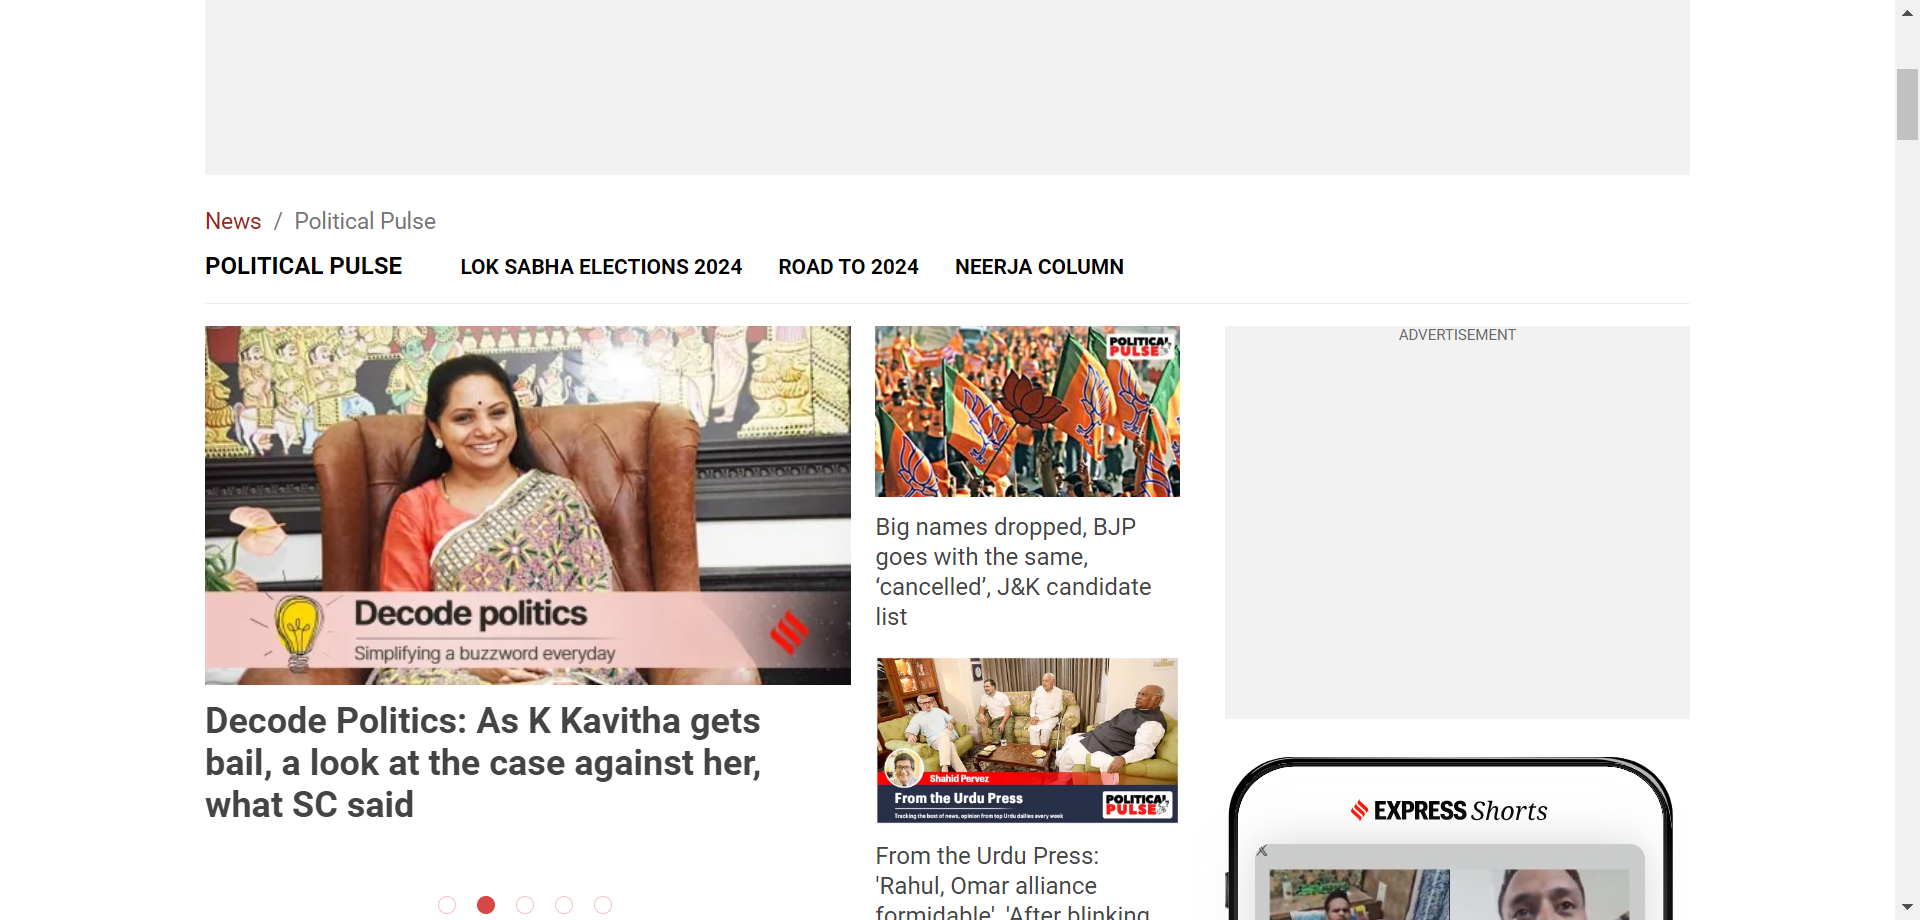 News / Political Pulse
POLITICAL PULSE LOK SABHA ELECTIONS 2024 ROAD TO 2024 NEERJA COLUMN
Decode politics
Simplifying a buzzword everyday
Decode Politics: As K Kavitha gets
bail, a look at the case against her,
what SC said
POLITICAL
PULSE
Big names dropped, BJP
goes with the same,
‘cancelled’, J&K candidate
list
Shahid Pervez
From the Urdu Press
Tracking the best of news, opinion from top Urdu dailies every week
POLITICAL
PULSE
From the Urdu Press:
'Rahul, Omar alliance
formidable', 'After blinking
ADVERTISEMENT
EXPRESS Shorts